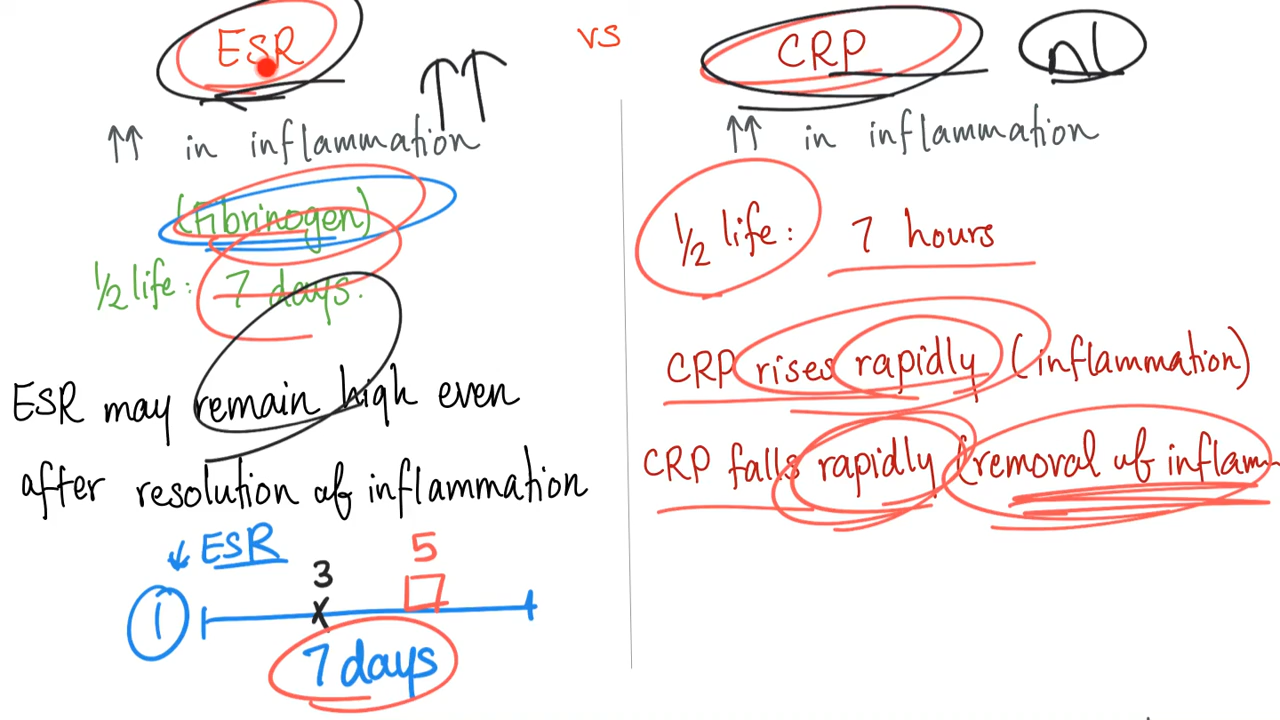 ESR vs CRP nl
↑↑
↑↑ in inflammation
(Fibrinogen)
1/2 life: 7 days.
ESR may remain high even
after resolution of inflammation
↓ ESR
3 5
1
7 days
↑↑ in inflammation
1/2 life: 7 hours
CRP rises rapidly (inflammation)
CRP falls rapidly (removal of inflam